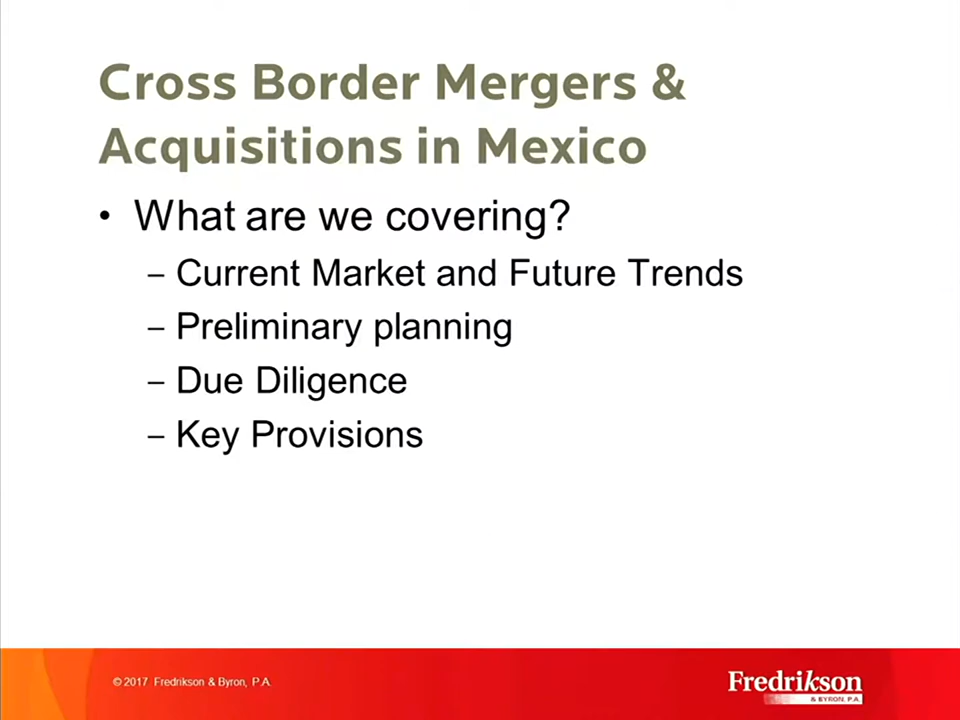 Cross Border Mergers &
Acquisitions in Mexico
• What are we covering?
– Current Market and Future Trends
– Preliminary planning
– Due Diligence
– Key Provisions
© 2017 Fredrikson & Byron, P.A.
Fredrikson
& BYRON, P.A.